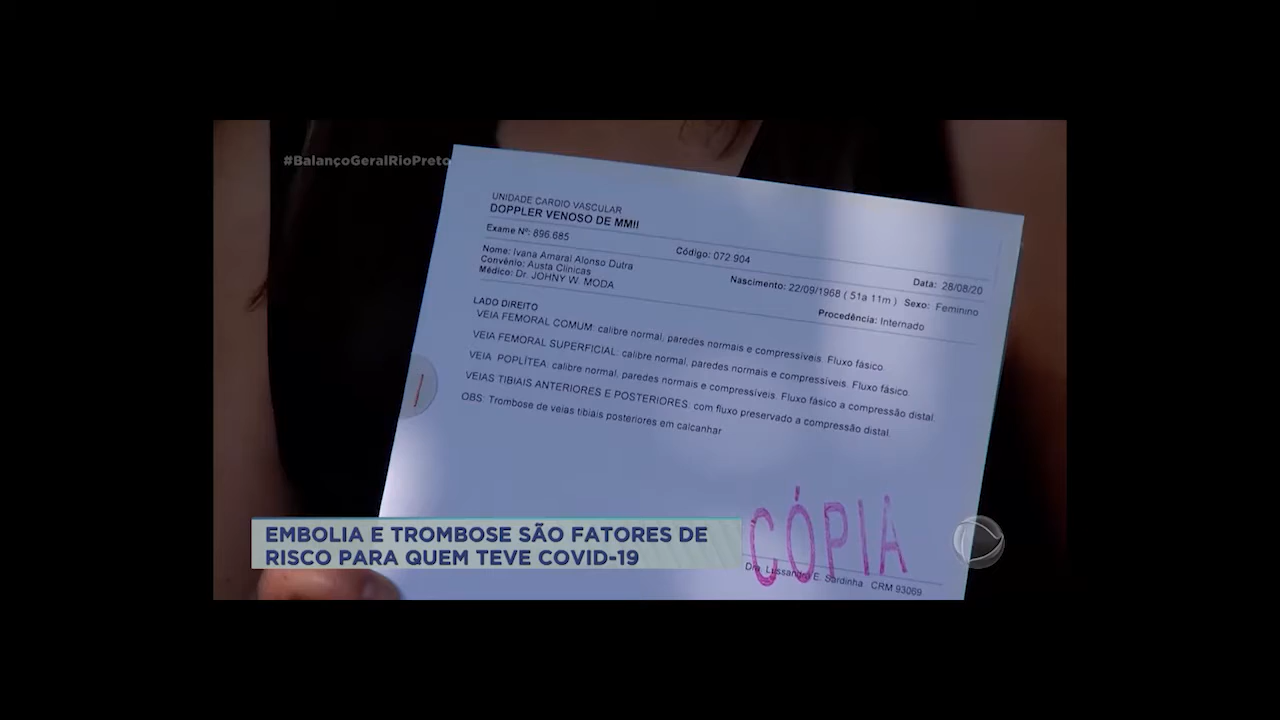 #BalançoGeralRioPreto
UNIDADE CARDIO VASCULAR
DOPPLER VENOSO DE MMII
Exame Nº: 896.685 Código: 072.904 Data: 28/08/20
Nome: Ivana Amaral Alonso Dutra Nascimento: 22/09/1968 ( 51a 11m ) Sexo: Feminino
Convênio: Austa Clinicas
Médico: Dr. JOHNY W. MODA Procedência: Internado
LADO DIREITO
VEIA FEMORAL COMUM: calibre normal, paredes normais e compressíveis. Fluxo fásico.
VEIA FEMORAL SUPERFICIAL: calibre normal, paredes normais e compressíveis. Fluxo fásico.
VEIA POPLÍTEA: calibre normal, paredes normais e compressíveis. Fluxo fásico a compressão distal.
VEIAS TIBIAIS ANTERIORES E POSTERIORES: com fluxo preservado a compressão distal.
OBS: Trombose de veias tibiais posteriores em calcanhar
CÓPIA
Dra. E. Sardinha CRM 93069
EMBOLIA E TROMBOSE SÃO FATORES DE
RISCO PARA QUEM TEVE COVID-19